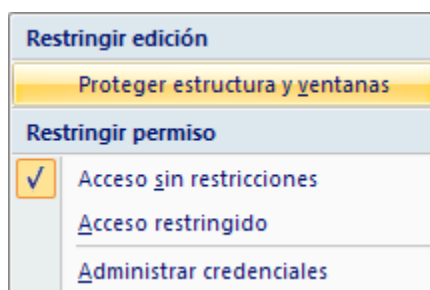 Restringir edición
Proteger estructura y ventanas
Restringir permiso
Acceso sin restricciones
Acceso restringido
Administrar credenciales